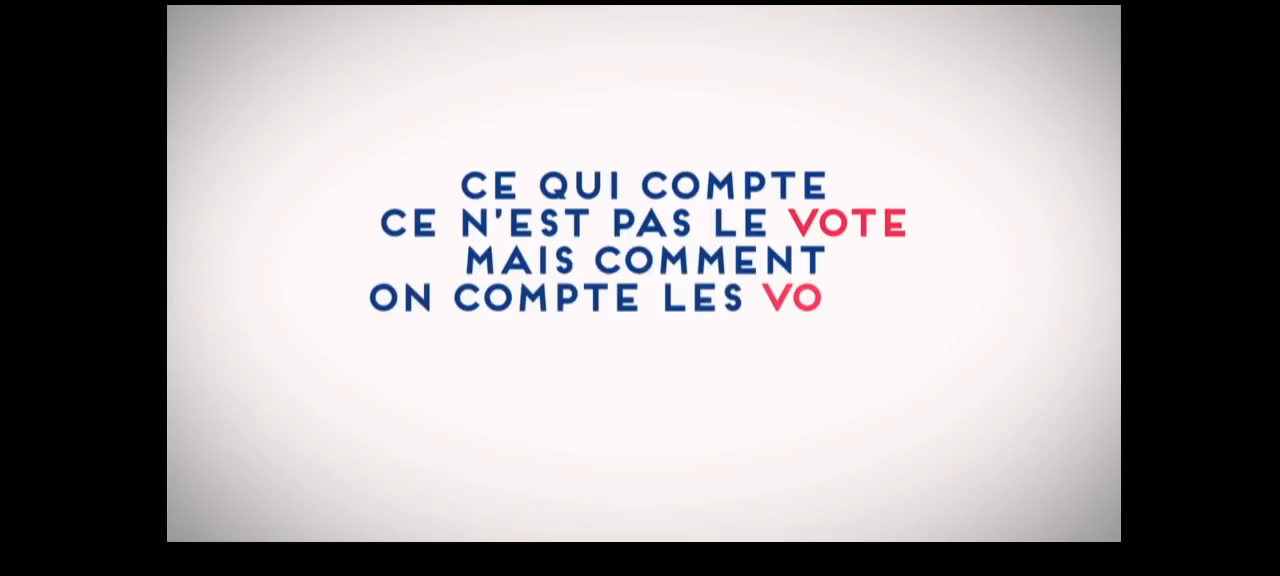 CE QUI COMPTE
CE N'EST PAS LE VOTE
MAIS COMMENT
ON COMPTE LES VO